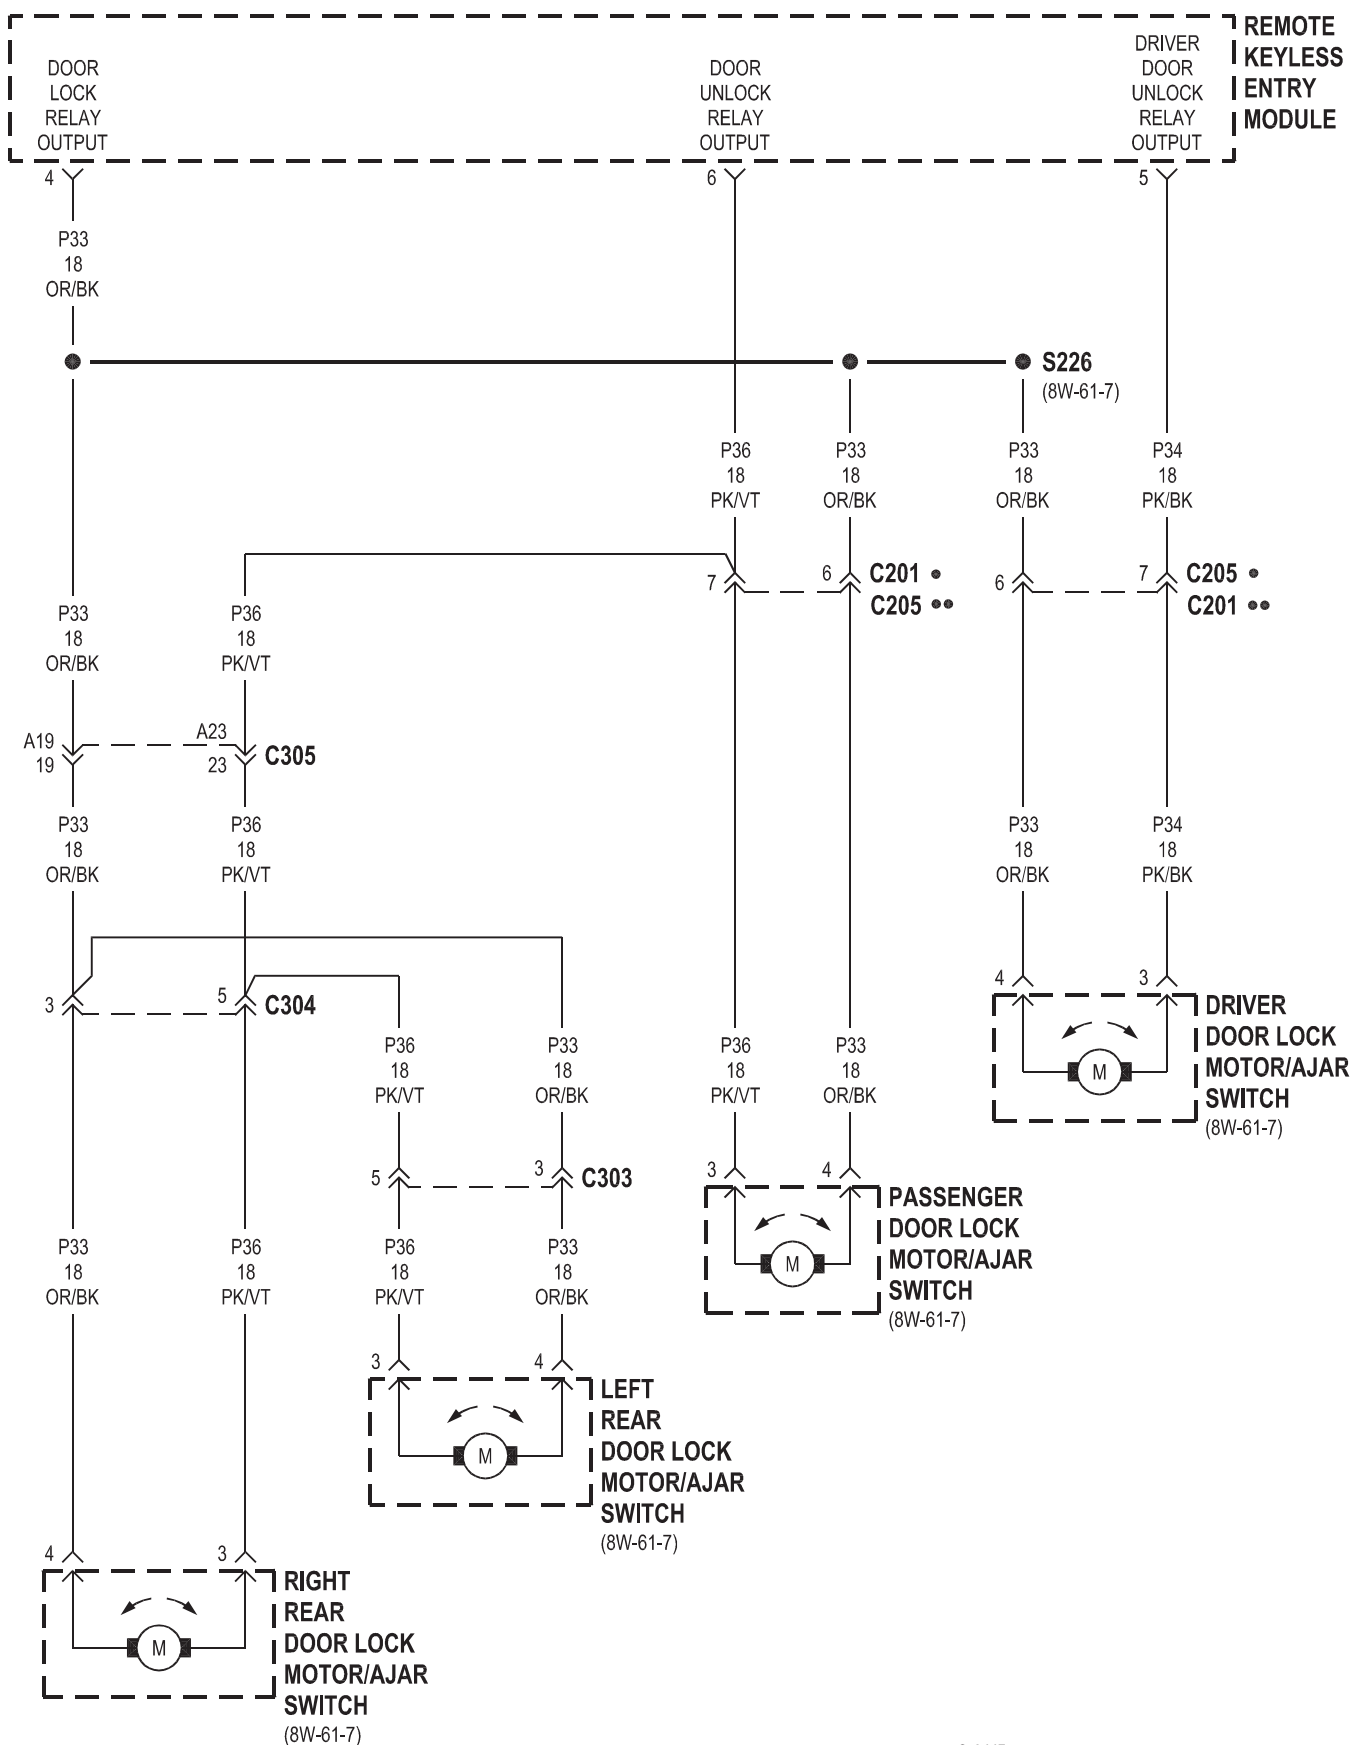 REMOTE
KEYLESS
ENTRY
MODULE
DOOR
LOCK
RELAY
OUTPUT
DOOR
UNLOCK
RELAY
OUTPUT
DRIVER
DOOR
UNLOCK
RELAY
OUTPUT
4
6
5
P33
18
OR/BK
S226
(8W-61-7)
P36
18
PK/VT
P33
18
OR/BK
P33
18
OR/BK
P34
18
PK/BK
7
6
C201 •
C205 ••
6
7
C205 •
C201 ••
P33
18
OR/BK
P36
18
PK/VT
A19
19
A23
23
C305
P33
18
OR/BK
P36
18
PK/VT
P33
18
OR/BK
P34
18
PK/BK
3
5
C304
4
3
DRIVER
DOOR LOCK
MOTOR/AJAR
SWITCH
(8W-61-7)
M
P36
18
PK/VT
P33
18
OR/BK
P36
18
PK/VT
P33
18
OR/BK
5
3
C303
3
4
PASSENGER
DOOR LOCK
MOTOR/AJAR
SWITCH
(8W-61-7)
M
P33
18
OR/BK
P36
18
PK/VT
P36
18
PK/VT
P33
18
OR/BK
3
4
LEFT
REAR
DOOR LOCK
MOTOR/AJAR
SWITCH
(8W-61-7)
M
4
3
RIGHT
REAR
DOOR LOCK
MOTOR/AJAR
SWITCH
(8W-61-7)
M